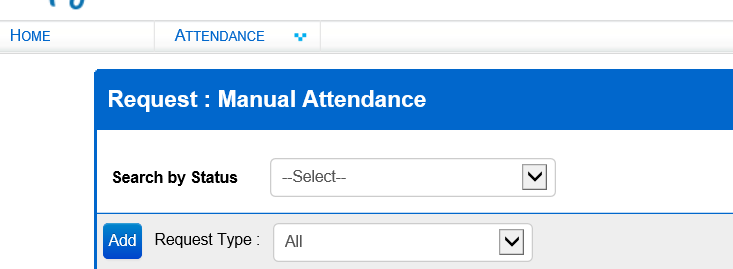 HOME ATTENDANCE
Request : Manual Attendance
Search by Status --Select--
Add Request Type : All